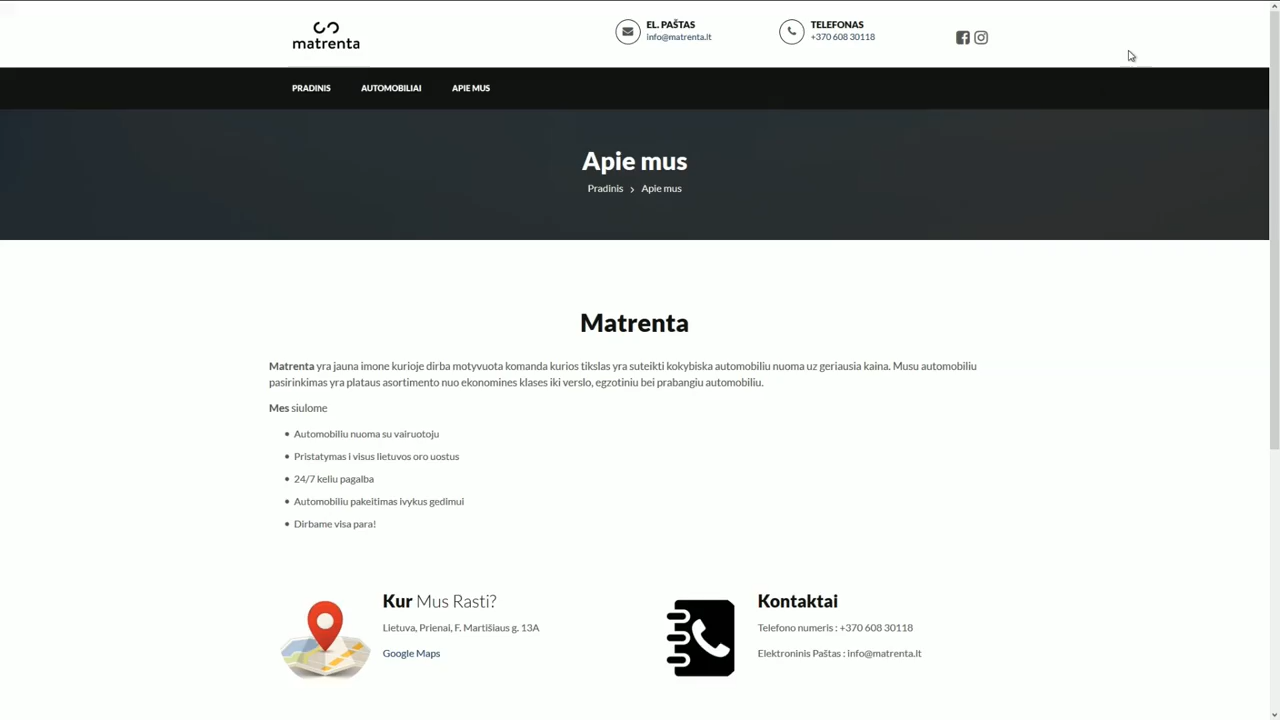 matrenta
EL. PAŠTAS
info@matrenta.lt
TELEFONAS
+370 608 30118
PRADINIS
AUTOMOBILIAI
APIE MUS
Apie mus
Pradinis > Apie mus
Matrenta
Matrenta yra jauna imone kurioje dirba motyvuota komanda kurios tikslas yra suteikti kokybiska automobiliu nuoma uz geriausia kaina. Musu automobiliu
pasirinkimas yra plataus asortimento nuo ekonomines klases iki verslo, egzotiniu bei prabangiu automobiliu.
Mes siulome
• Automobiliu nuoma su vairuotoju
• Pristatymas i visus lietuvos oro uostus
• 24/7 keliu pagalba
• Automobiliu pakeitimas ivykus gedimui
• Dirbame visa para!
Kur Mus Rasti?
Lietuva, Prienai, F. Martišiaus g. 13A
Google Maps
Kontaktai
Telefono numeris : +370 608 30118
Elektroninis Paštas : info@matrenta.lt